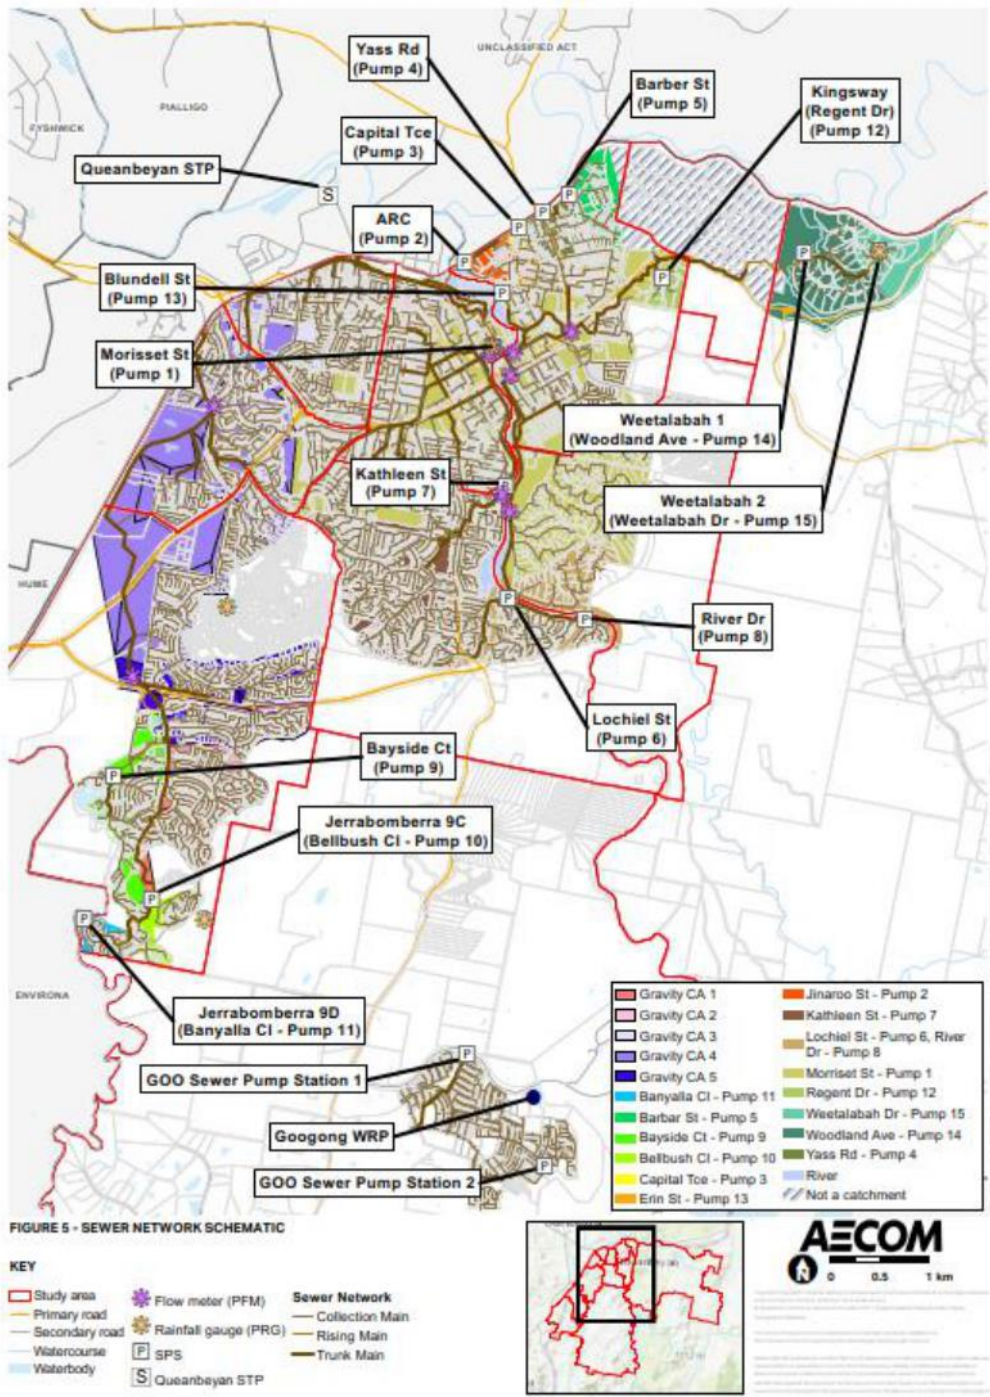 UNCLASSIFIED ACT
PIALLIGO
FYSHWICK
Yass Rd
(Pump 4)
Barber St
(Pump 5)
Kingsway
(Regent Dr)
(Pump 12)
Capital Tce
(Pump 3)
Queanbeyan STP
S
ARC
(Pump 2)
Blundell St
(Pump 13)
Morisset St
(Pump 1)
Weetalabah 1
(Woodland Ave - Pump 14)
Kathleen St
(Pump 7)
Weetalabah 2
(Weetalabah Dr - Pump 15)
HUME
River Dr
(Pump 8)
Lochiel St
(Pump 6)
Bayside Ct
(Pump 9)
Jerrabomberra 9C
(Bellbush Cl - Pump 10)
ENVIRONA
Jerrabomberra 9D
(Banyalla Cl - Pump 11)
GOO Sewer Pump Station 1
Googong WRP
GOO Sewer Pump Station 2
Gravity CA 1
Gravity CA 2
Gravity CA 3
Gravity CA 4
Gravity CA 5
Banyalla Cl - Pump 11
Barbar St - Pump 5
Bayside Ct - Pump 9
Bellbush Cl - Pump 10
Capital Tce - Pump 3
Erin St - Pump 13
Jinaroo St - Pump 2
Kathleen St - Pump 7
Lochiel St - Pump 6, River
Dr - Pump 8
Morriset St - Pump 1
Regent Dr - Pump 12
Weetalabah Dr - Pump 15
Woodland Ave - Pump 14
Yass Rd - Pump 4
River
Not a catchment
FIGURE 5 - SEWER NETWORK SCHEMATIC
KEY
Study area
Primary road
Secondary road
Watercourse
Waterbody
Flow meter (PFM)
Rainfall gauge (PRG)
P SPS
S Queanbeyan STP
Sewer Network
Collection Main
Rising Main
Trunk Main
AECOM
N
0 0.5 1 km